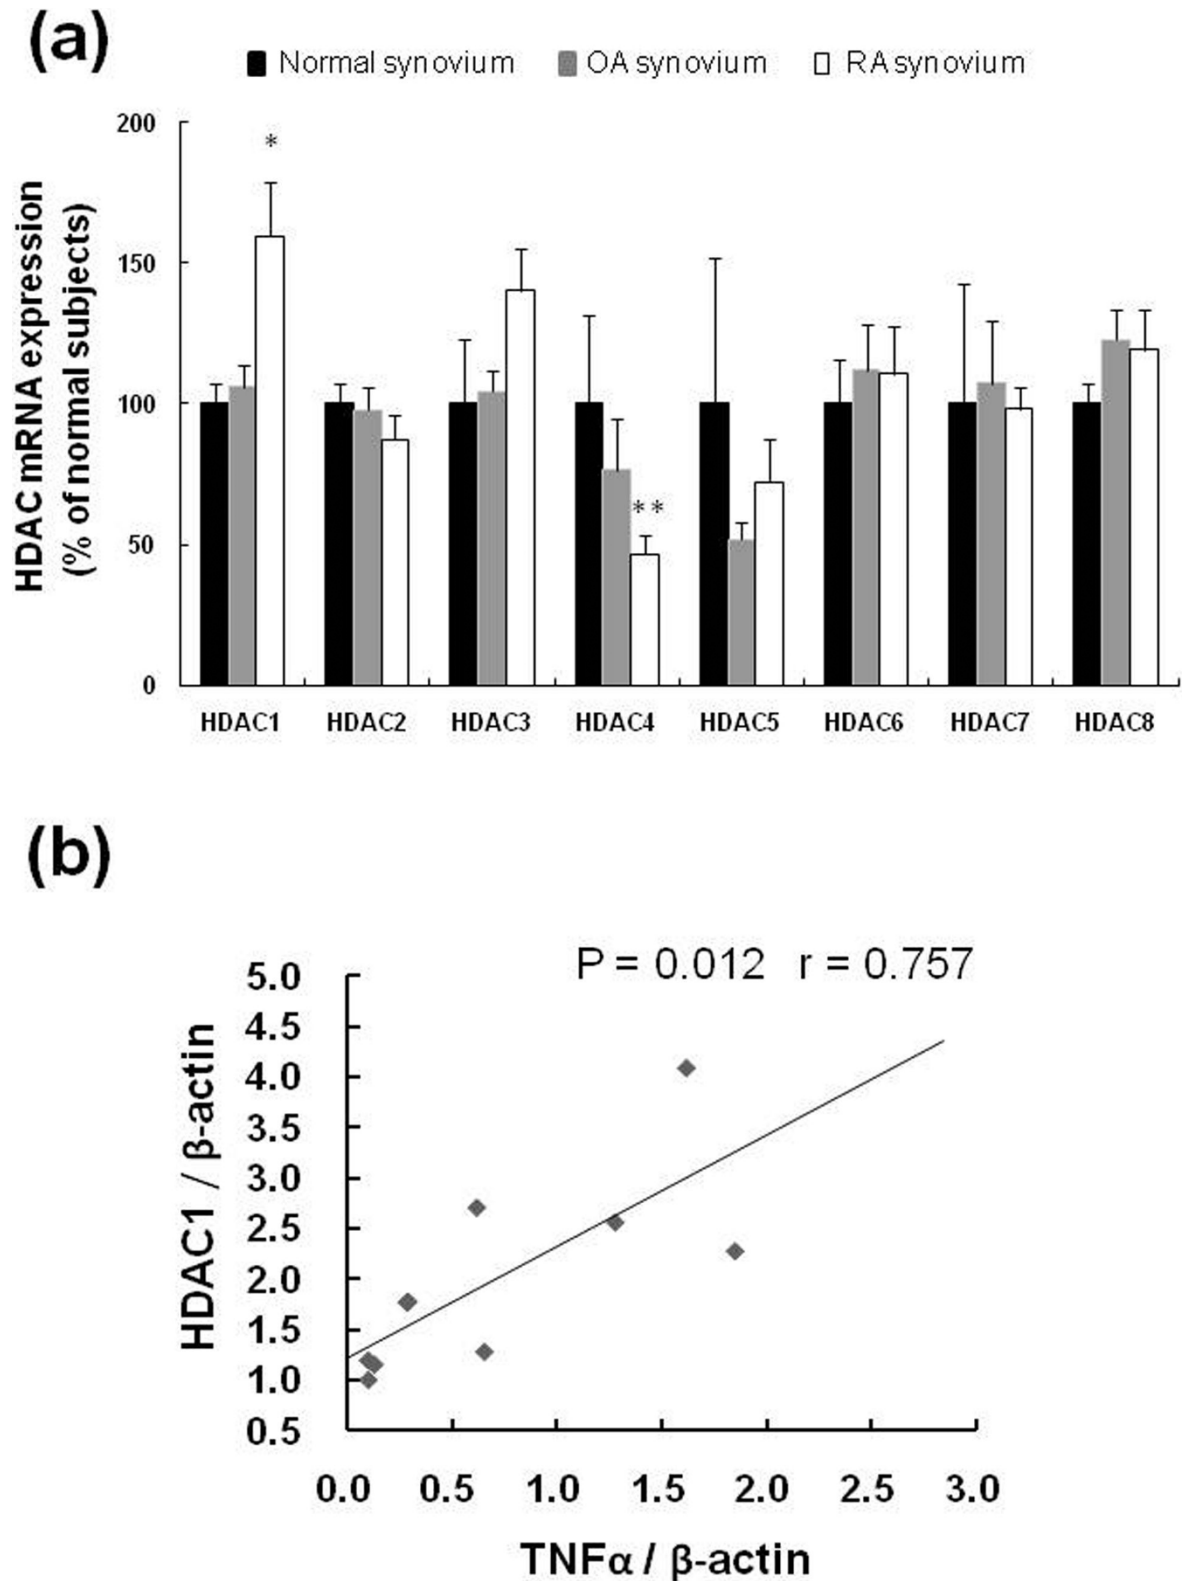 (a)
Normal synovium OA synovium RA synovium
HDAC mRNA expression
(% of normal subjects)
200
150
100
50
0
*
**
HDAC1 HDAC2 HDAC3 HDAC4 HDAC5 HDAC6 HDAC7 HDAC8
(b)
P = 0.012 r = 0.757
HDAC1 / β-actin
5.0
4.5
4.0
3.5
3.0
2.5
2.0
1.5
1.0
0.5
0.0 0.5 1.0 1.5 2.0 2.5 3.0
TNFα / β-actin